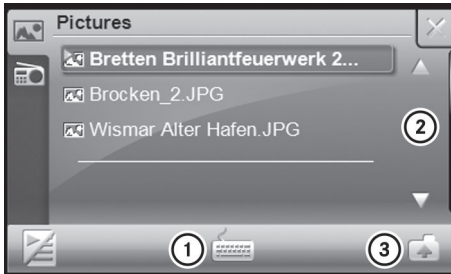 Pictures
Bretten Brilliantfeuerwerk 2...
Brocken_2.JPG
Wismar Alter Hafen.JPG
2
1
3